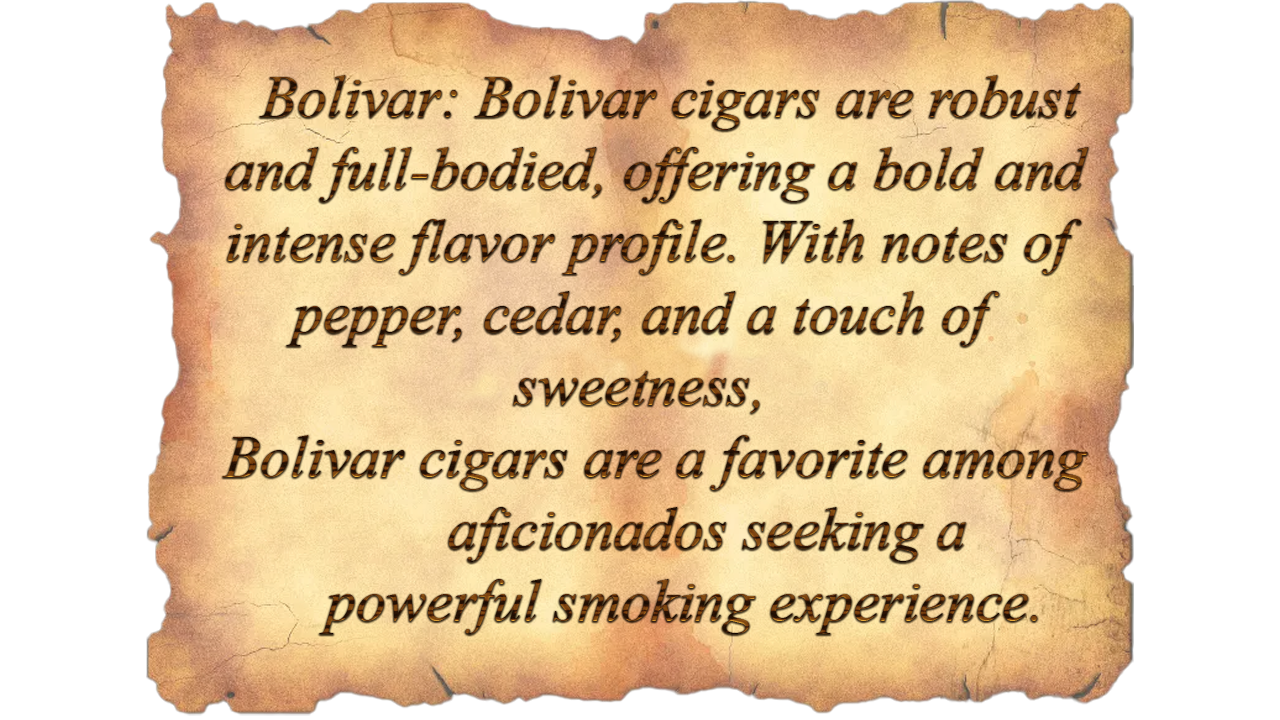 Bolivar: Bolivar cigars are robust
and full-bodied, offering a bold and
intense flavor profile. With notes of
pepper, cedar, and a touch of
sweetness,
Bolivar cigars are a favorite among
aficionados seeking a
powerful smoking experience.